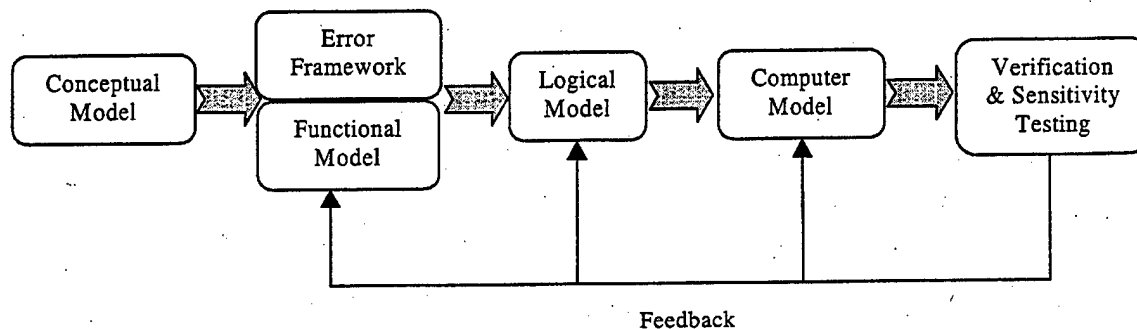 Conceptual
Model
Error
Framework
Functional
Model
Logical
Model
Computer
Model
Verification
& Sensitivity
Testing
Feedback